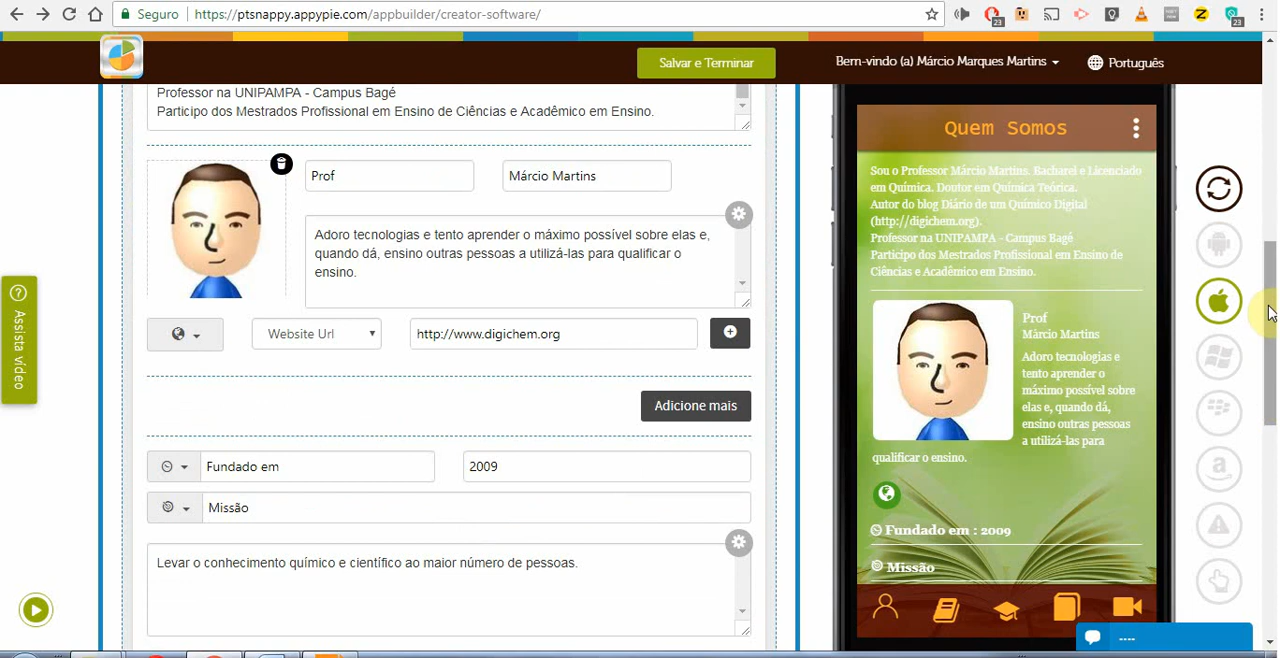 Seguro
https://ptsnappy.appypie.com/appbuilder/creator-software/
23
23
Salvar e Terminar
Bem-vindo (a) Márcio Marques Martins
Português
Professor na UNIPAMPA - Campus Bagé
Participo dos Mestrados Profissional em Ensino de Ciências e Acadêmico em Ensino.
Prof
Márcio Martins
Adoro tecnologias e tento aprender o máximo possível sobre elas e,
quando dá, ensino outras pessoas a utilizá-las para qualificar o
ensino.
Website Url
http://www.digichem.org
Adicione mais
Fundado em
2009
Missão
Levar o conhecimento químico e científico ao maior número de pessoas.
Assista vídeo
Quem Somos
Sou o Professor Márcio Martins. Bacharel e Licenciado
em Química. Doutor em Química Teórica.
Autor do blog Diário de um Químico Digital
(http://digichem.org).
Professor na UNIPAMPA - Campus Bagé
Participo dos Mestrados Profissional em Ensino de
Ciências e Acadêmico em Ensino.
Prof
Márcio Martins
Adoro tecnologias e
tento aprender o
máximo possível sobre
elas e, quando dá,
ensino outras pessoas
a utilizá-las para
qualificar o ensino.
Fundado em : 2009
Missão
----